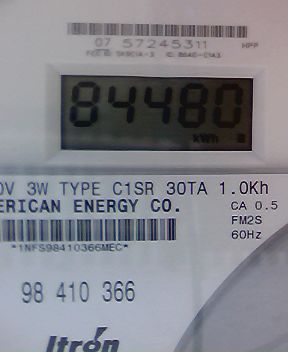 07 57245311
HPP
84480
kWh
0V 3W TYPE C1SR 30TA 1.0Kh
ERICAN ENERGY CO.
CA 0.5
FM2S
60Hz
*1NFS98410366MEC*
98 410 366
Itron